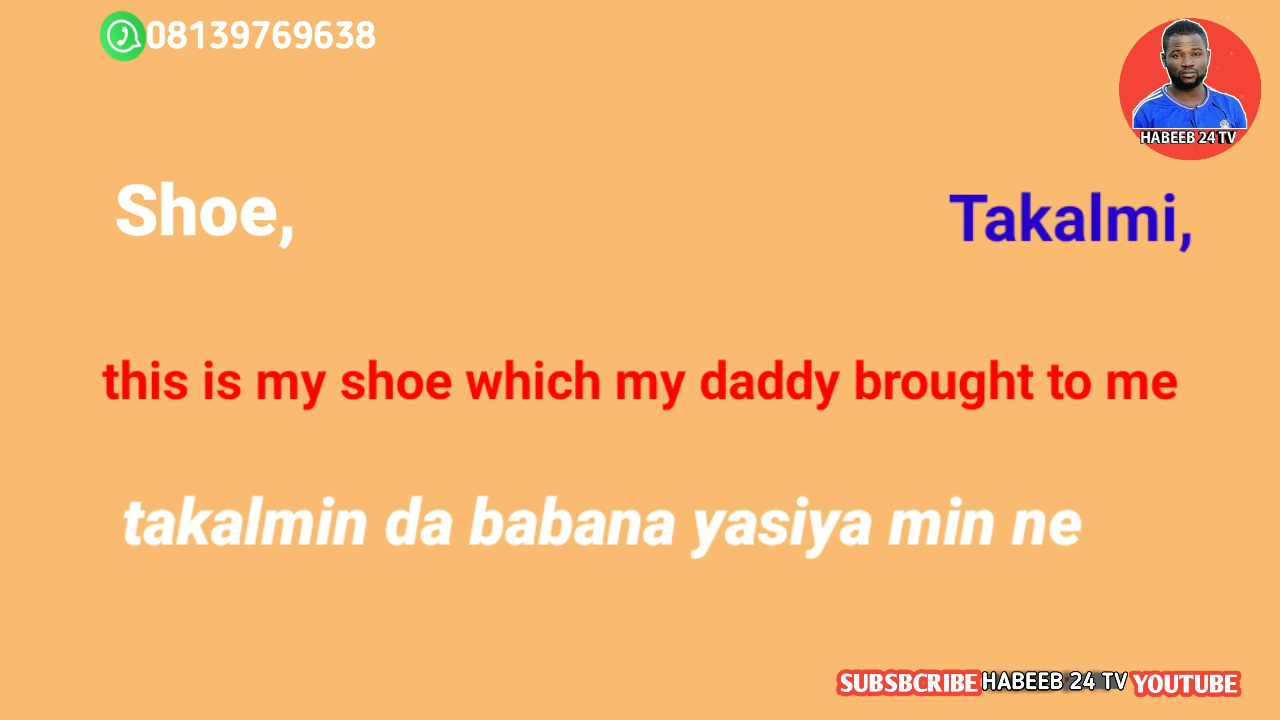 08139769638
HABEEB 24 TV
Shoe, Takalmi,
this is my shoe which my daddy brought to me
takalmin da babana yasiya min ne
SUBSBCRIBE HABEEB 24 TV YOUTUBE